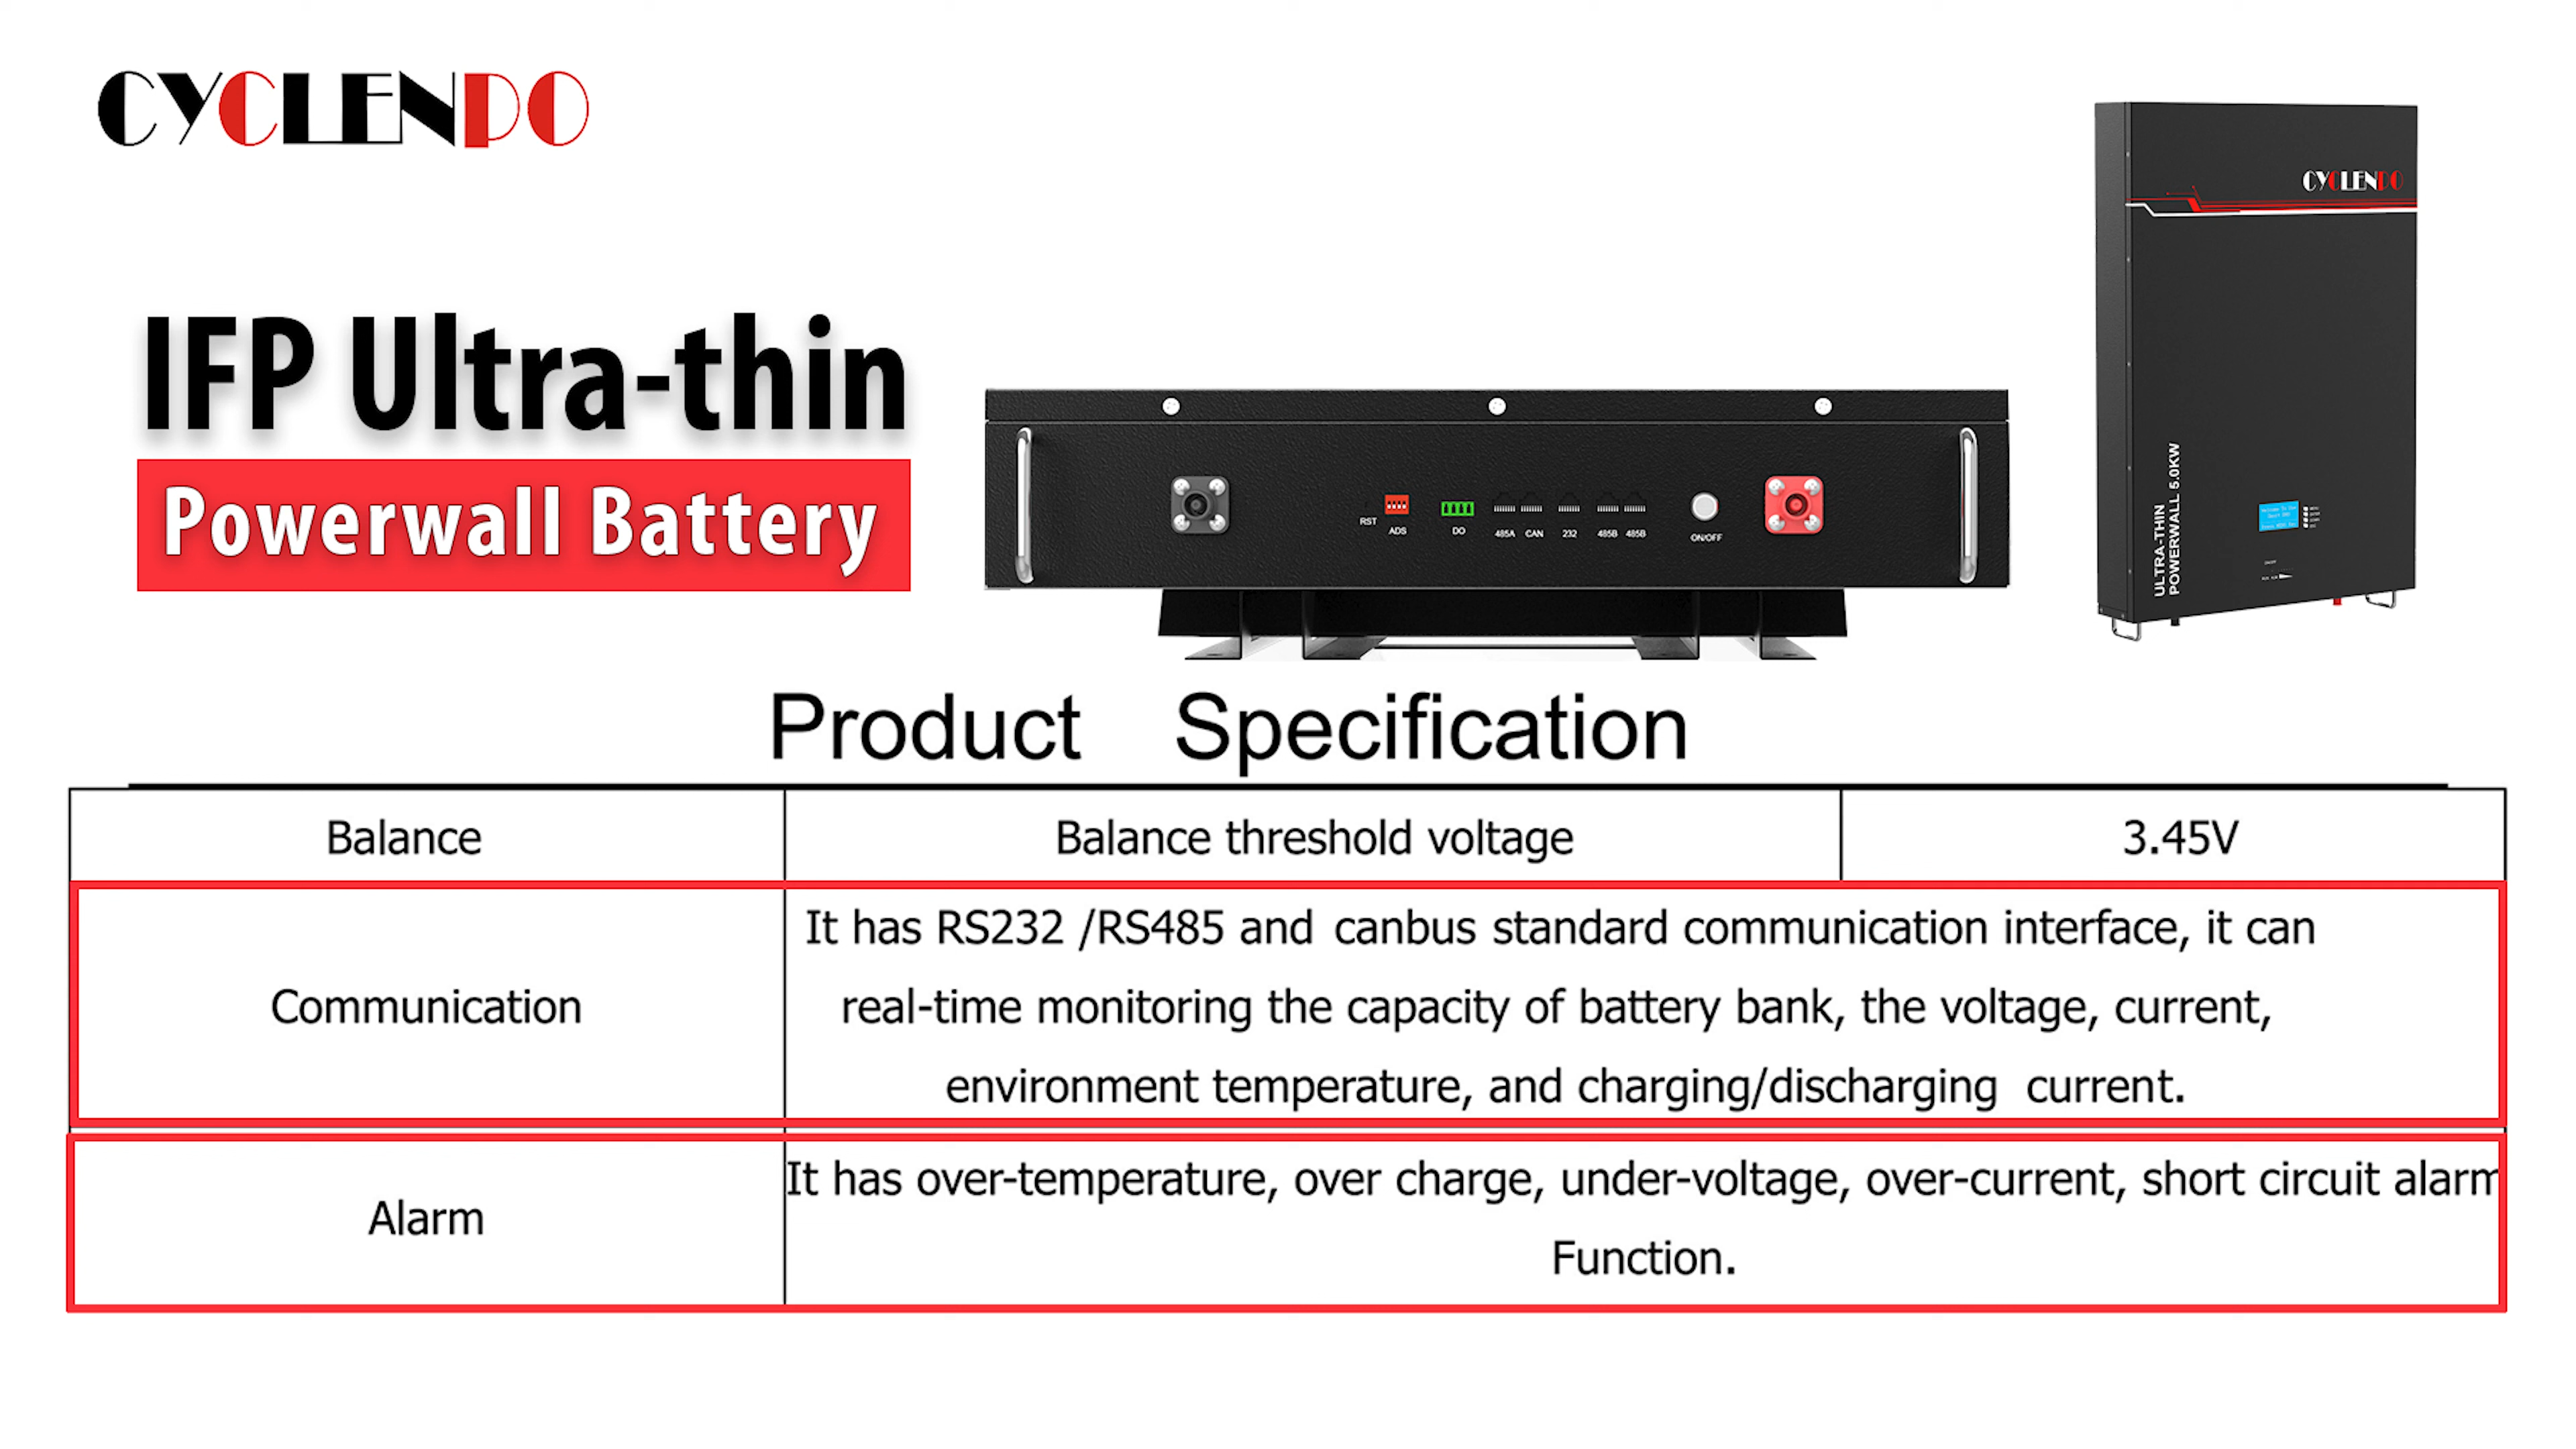 CYCLENPO
CYCLENPO
IFP Ultra-thin
Powerwall Battery
RST
ADS
DO
485A
CAN
232
485B
485B
ON/OFF
ULTRA-THIN
POWERWALL 5.0KW
Product Specification
Balance
Balance threshold voltage
3.45V
Communication
It has RS232 /RS485 and canbus standard communication interface, it can
real-time monitoring the capacity of battery bank, the voltage, current,
environment temperature, and charging/discharging current.
Alarm
It has over-temperature, over charge, under-voltage, over-current, short circuit alarm
Function.